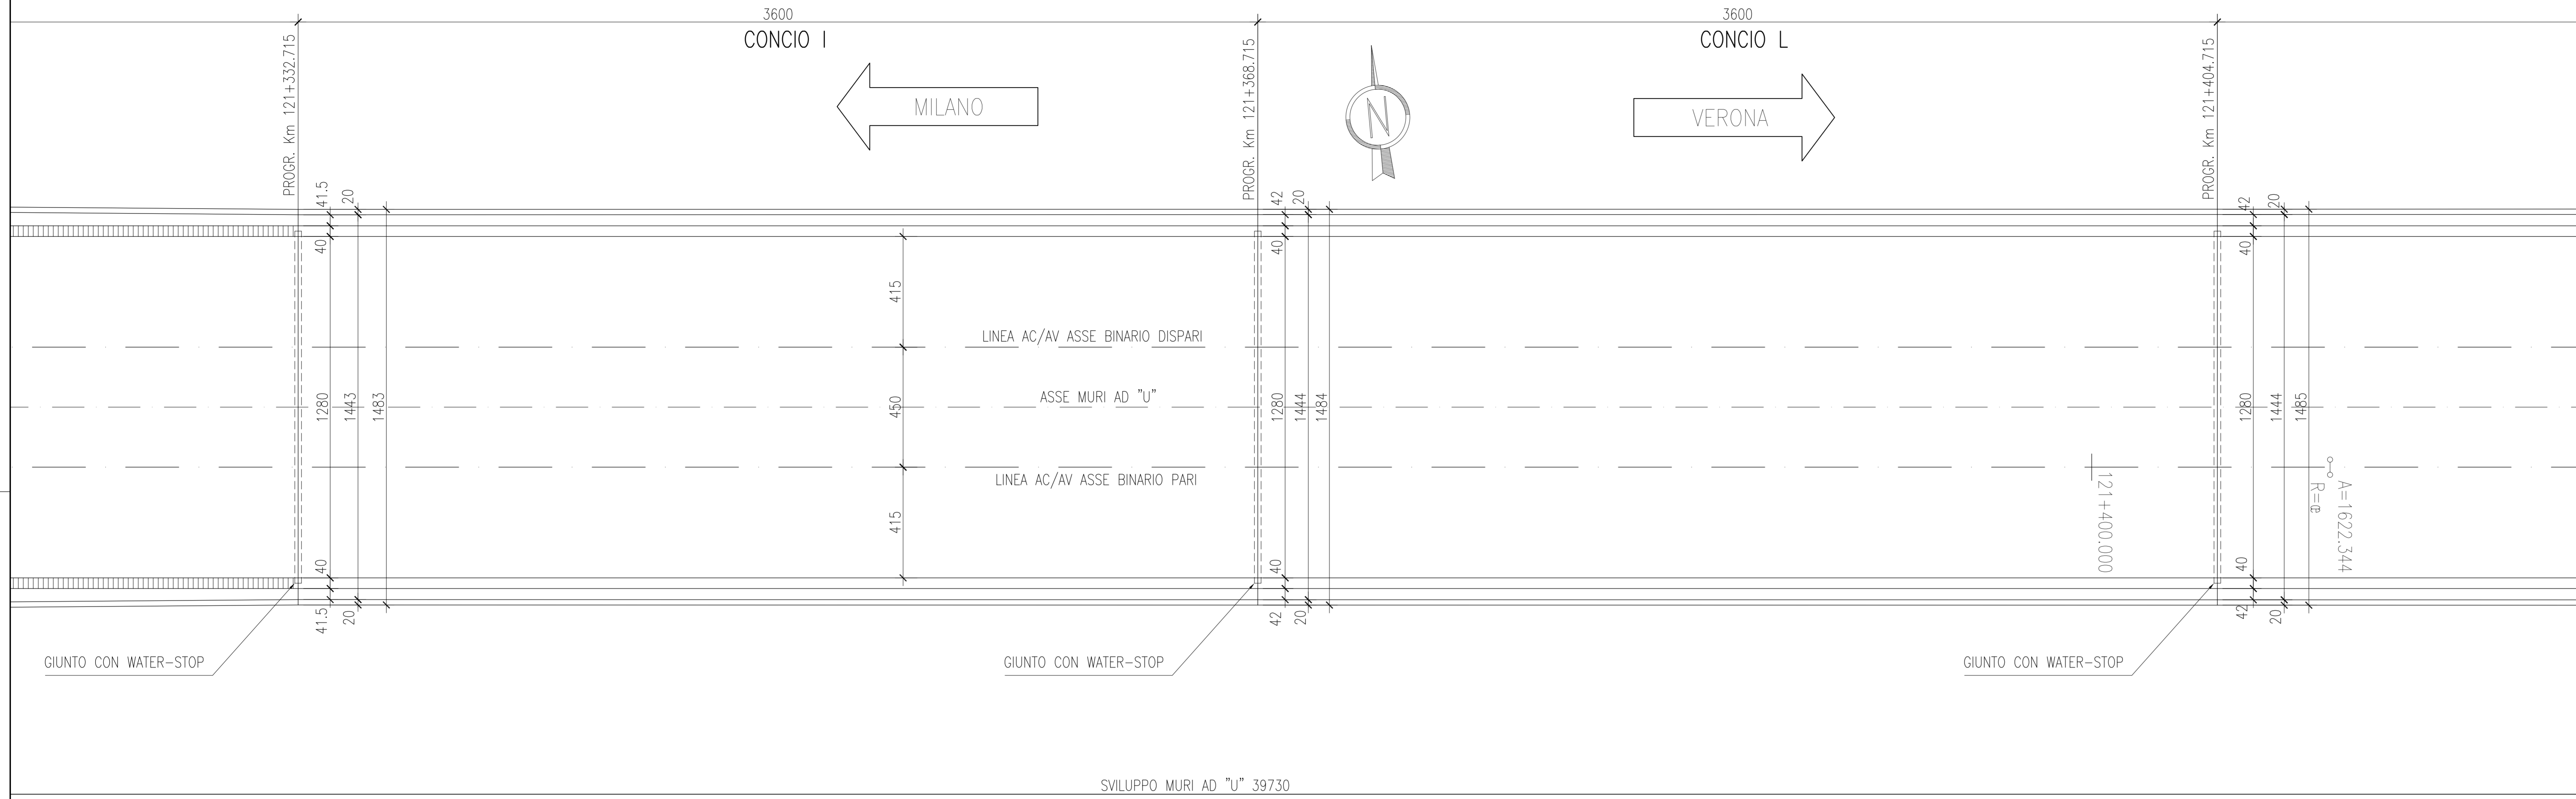 3600
3600
CONCIO I
CONCIO L
PROGR. Km 121+332.715
PROGR. Km 121+368.715
PROGR. Km 121+404.715
MILANO
N
VERONA
41.5
20
42
20
42
20
40
40
40
415
LINEA AC/AV ASSE BINARIO DISPARI
ASSE MURI AD "U"
1280
1443
1483
450
1280
1444
1484
1280
1444
1485
LINEA AC/AV ASSE BINARIO PARI
415
121+400.000
A=1622.344
R=œ
40
40
40
41.5
20
42
20
42
20
GIUNTO CON WATER-STOP
GIUNTO CON WATER-STOP
GIUNTO CON WATER-STOP
SVILUPPO MURI AD "U" 39730